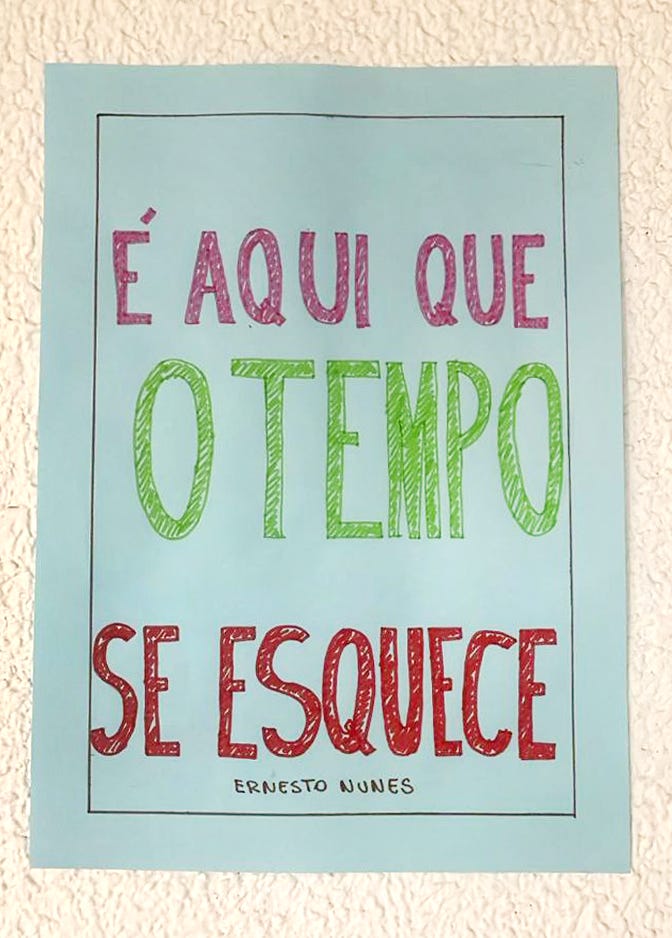 É AQUI QUE
O TEMPO
SE ESQUECE
ERNESTO NUNES